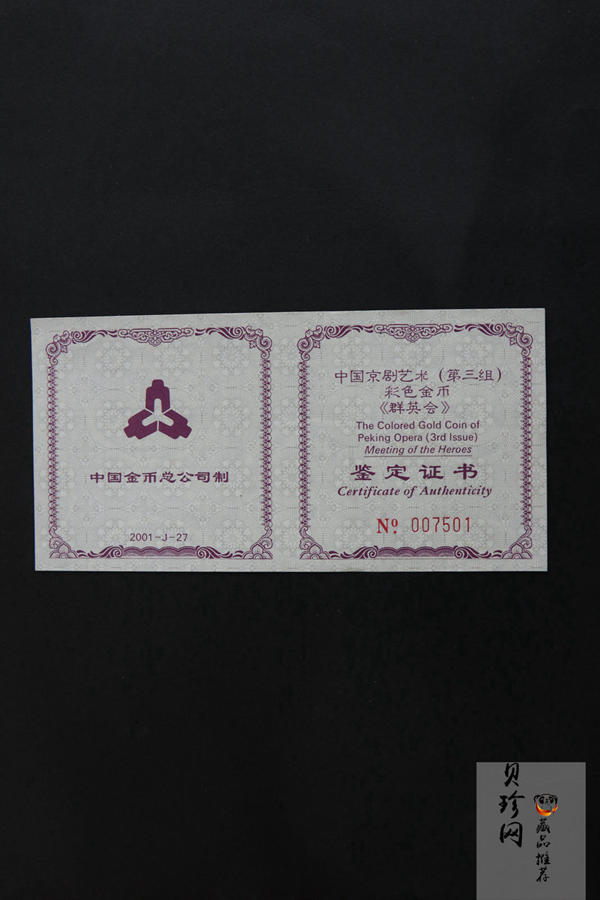 中国金币总公司制
2001-J-27
中国京剧艺术（第三组）
彩色金币
《群英会》
The Colored Gold Coin of
Peking Opera (3rd Issue)
Meeting of the Heroes
鉴定证书
Certificate of Authenticity
Nº. 007501
贝珍网
藏品推荐